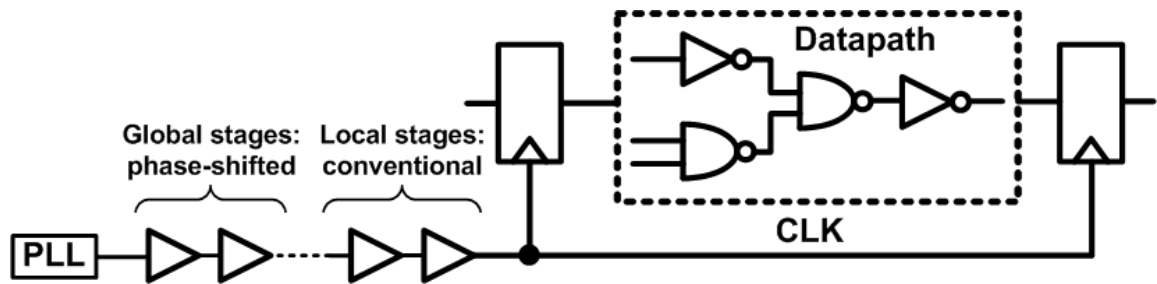 Datapath
Global stages:
phase-shifted
Local stages:
conventional
PLL
CLK